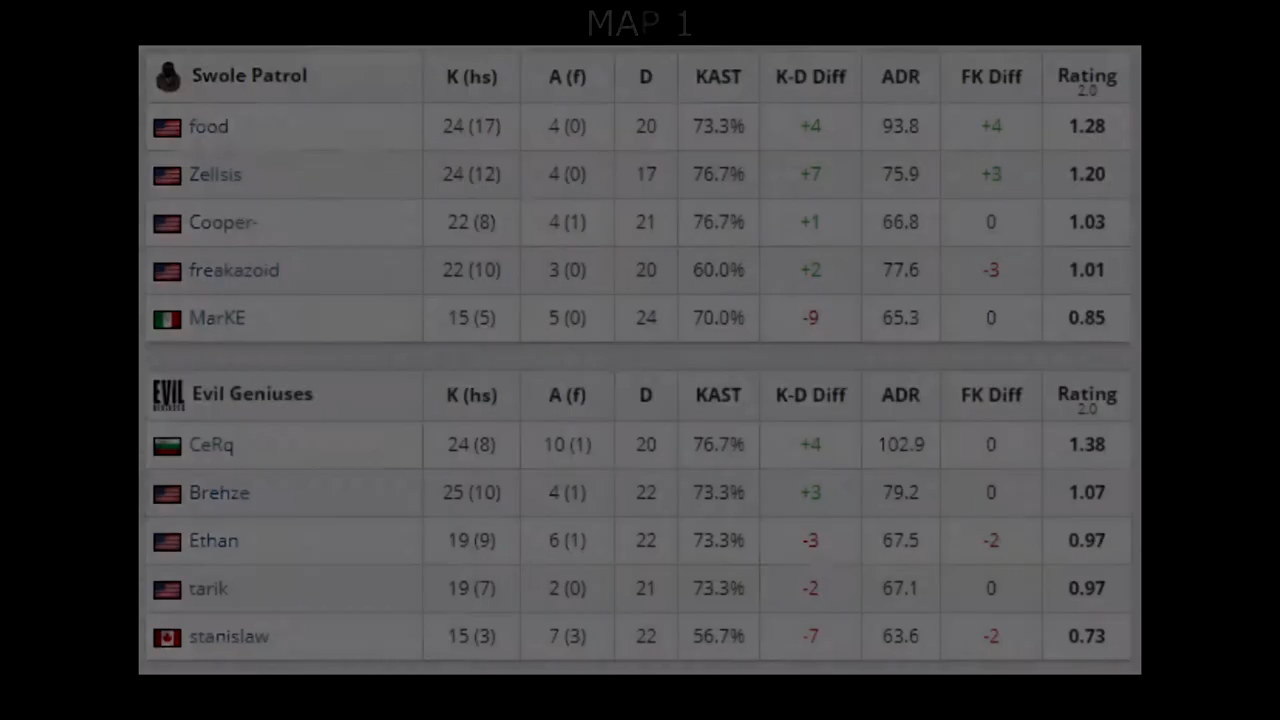 MAP 1
Swole Patrol K (hs) A (f) D KAST K-D Diff ADR FK Diff Rating 2.0
food 24 (17) 4 (0) 20 73.3% +4 93.8 +4 1.28
Zellsis 24 (12) 4 (0) 17 76.7% +7 75.9 +3 1.20
Cooper- 22 (8) 4 (1) 21 76.7% +1 66.8 0 1.03
freakazoid 22 (10) 3 (0) 20 60.0% +2 77.6 -3 1.01
MarKE 15 (5) 5 (0) 24 70.0% -9 65.3 0 0.85
EVIL GENIUSES Evil Geniuses K (hs) A (f) D KAST K-D Diff ADR FK Diff Rating 2.0
CeRq 24 (8) 10 (1) 20 76.7% +4 102.9 0 1.38
Brehze 25 (10) 4 (1) 22 73.3% +3 79.2 0 1.07
Ethan 19 (9) 6 (1) 22 73.3% -3 67.5 -2 0.97
tarik 19 (7) 2 (0) 21 73.3% -2 67.1 0 0.97
stanislaw 15 (3) 7 (3) 22 56.7% -7 63.6 -2 0.73